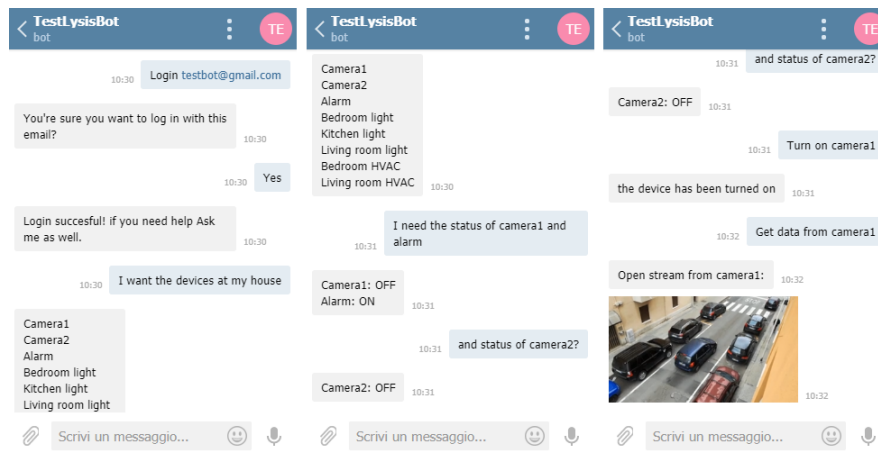 TestLysisBot
bot
TE
Login testbot@gmail.com
10:30
You're sure you want to log in with this
email?
10:30
Yes
10:30
Login succesful! if you need help Ask
me as well.
10:30
I want the devices at my house
10:30
Camera1
Camera2
Alarm
Bedroom light
Kitchen light
Living room light
Scrivi un messaggio...
TestLysisBot
bot
TE
Camera1
Camera2
Alarm
Bedroom light
Kitchen light
Living room light
Bedroom HVAC
Living room HVAC
10:30
I need the status of camera1 and
alarm
10:31
Camera1: OFF
Alarm: ON
10:31
and status of camera2?
10:31
Camera2: OFF
10:31
Scrivi un messaggio...
TestLysisBot
bot
TE
and status of camera2?
10:31
Camera2: OFF
10:31
Turn on camera1
10:31
the device has been turned on
10:31
Get data from camera1
10:32
Open stream from camera1:
10:32
10:32
Scrivi un messaggio...